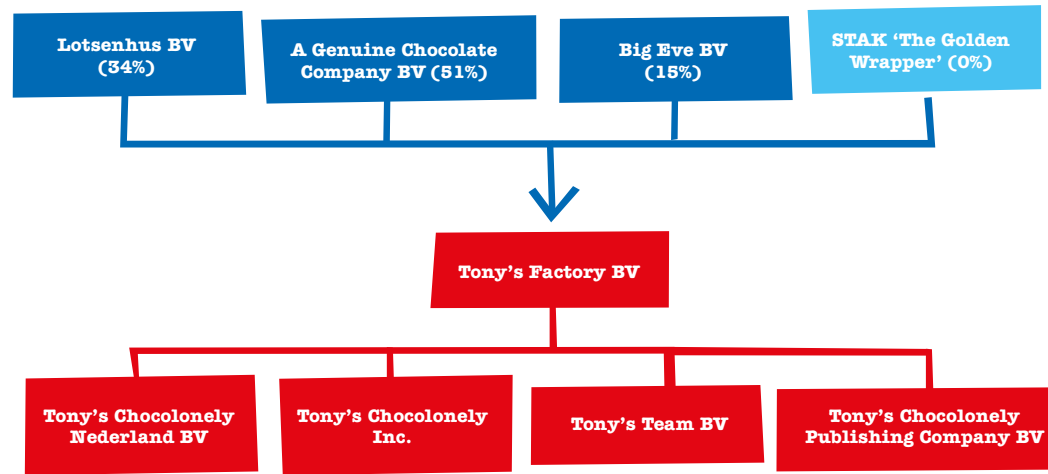 Lotsenhus BV
(34%)
A Genuine Chocolate
Company BV (51%)
Big Eve BV
(15%)
STAK ‘The Golden
Wrapper’ (0%)
Tony’s Factory BV
Tony’s Chocolonely
Nederland BV
Tony’s Chocolonely
Inc.
Tony’s Team BV
Tony’s Chocolonely
Publishing Company BV